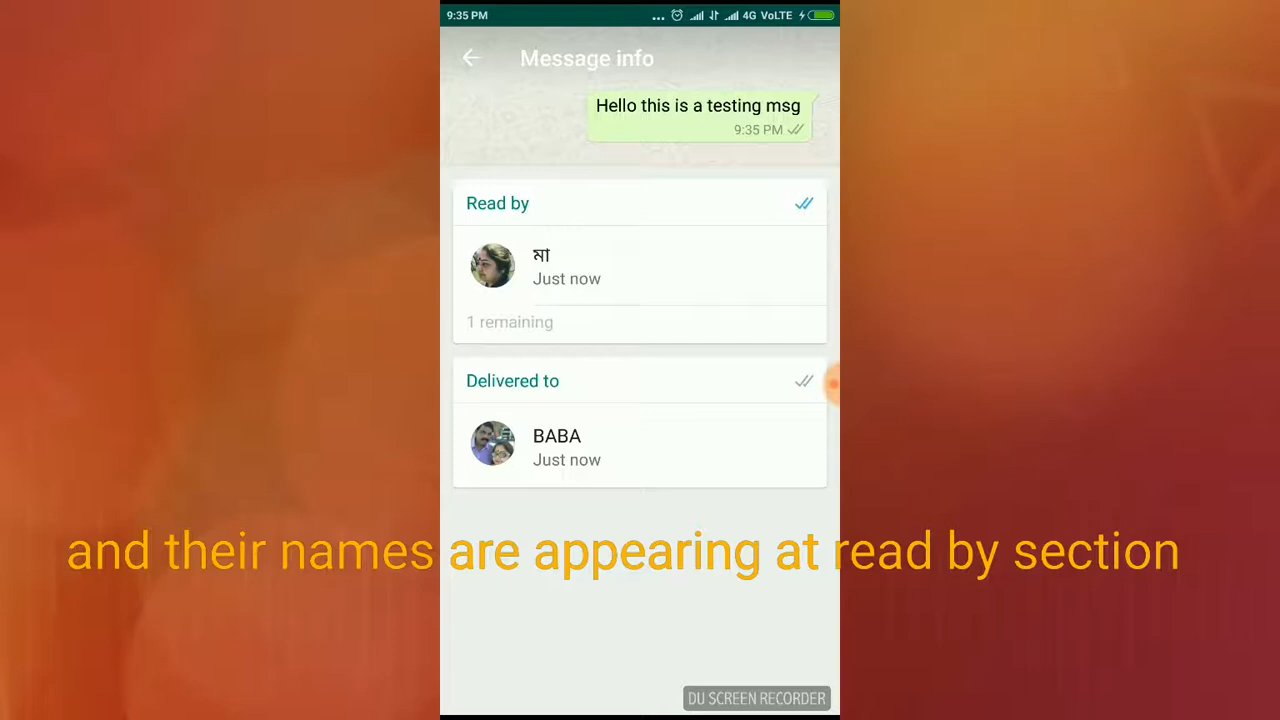 9:35 PM ... 4G VoLTE
Message info
Hello this is a testing msg
9:35 PM
Read by
মা
Just now
1 remaining
Delivered to
BABA
Just now
and their names are appearing at read by section
DU SCREEN RECORDER